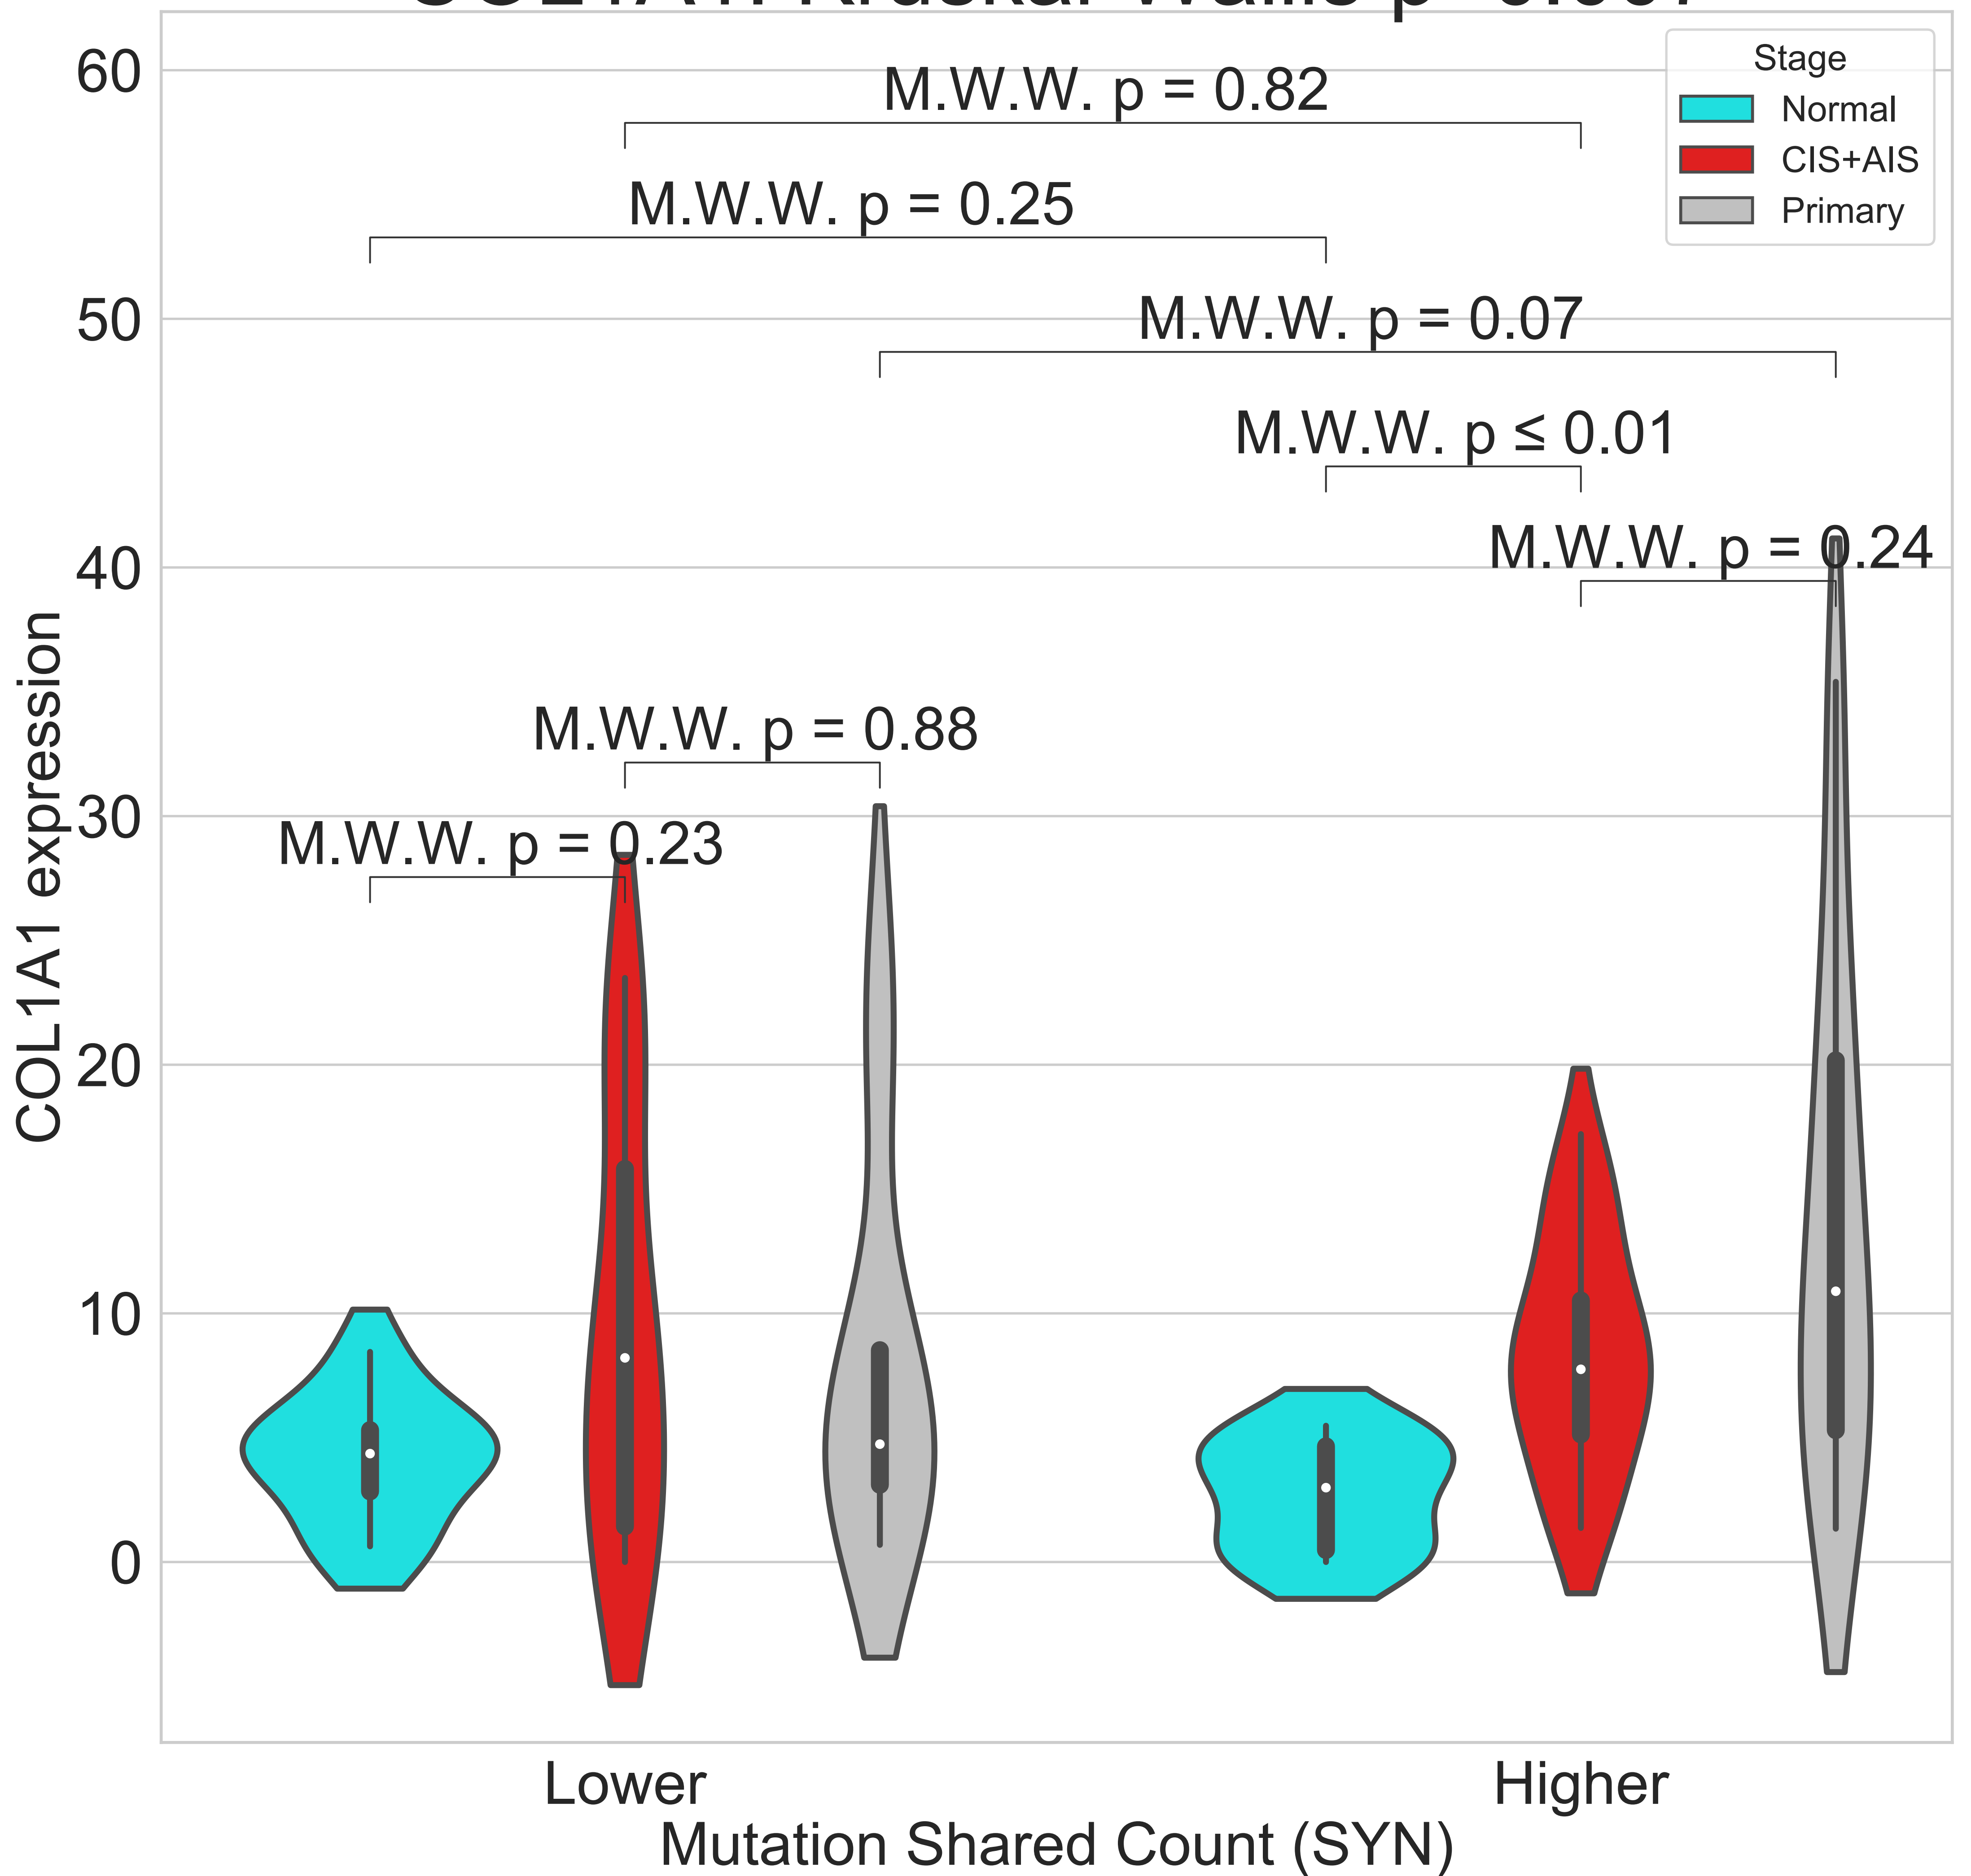 Stage
Normal
CIS+AIS
Primary
M.W.W. p = 0.82
M.W.W. p = 0.25
M.W.W. p = 0.07
M.W.W. p ≤ 0.01
M.W.W. p = 0.24
M.W.W. p = 0.88
M.W.W. p = 0.23
60
50
40
30
20
10
0
COL1A1 expression
Lower
Higher
Mutation Shared Count (SYN)